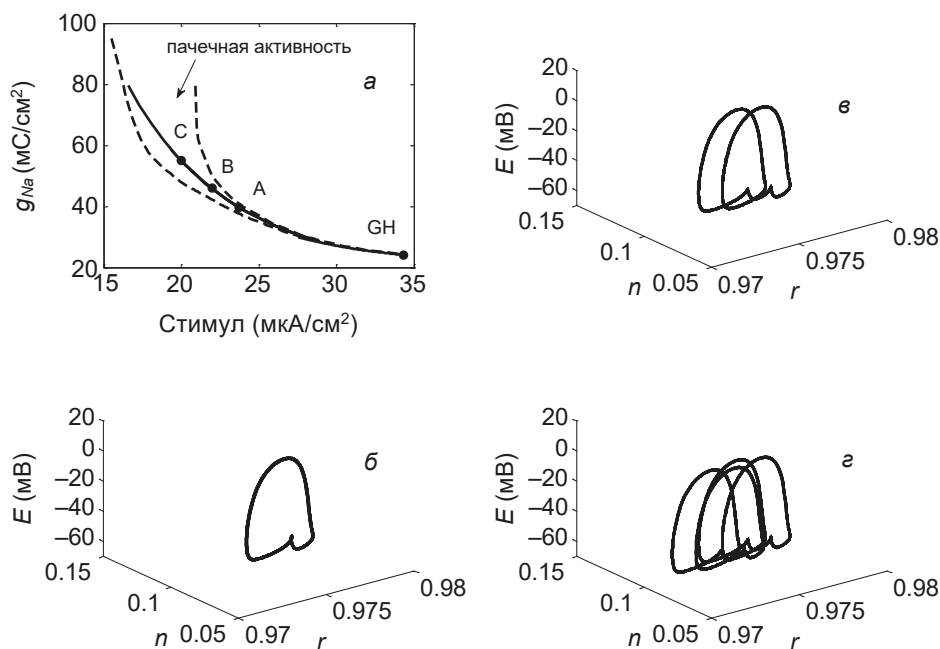 100
80
60
40
20
g_Na (мС/см²)
пачечная активность
а
C
B
A
GH
15 20 25 30 35
Стимул (мкА/см²)
20
0
–20
–40
–60
E (мВ)
в
0.15
0.1
0.05
n
0.97
0.975
0.98
r
20
0
–20
–40
–60
E (мВ)
б
0.15
0.1
0.05
n
0.97
0.975
0.98
r
20
0
–20
–40
–60
E (мВ)
г
0.15
0.1
0.05
n
0.97
0.975
0.98
r